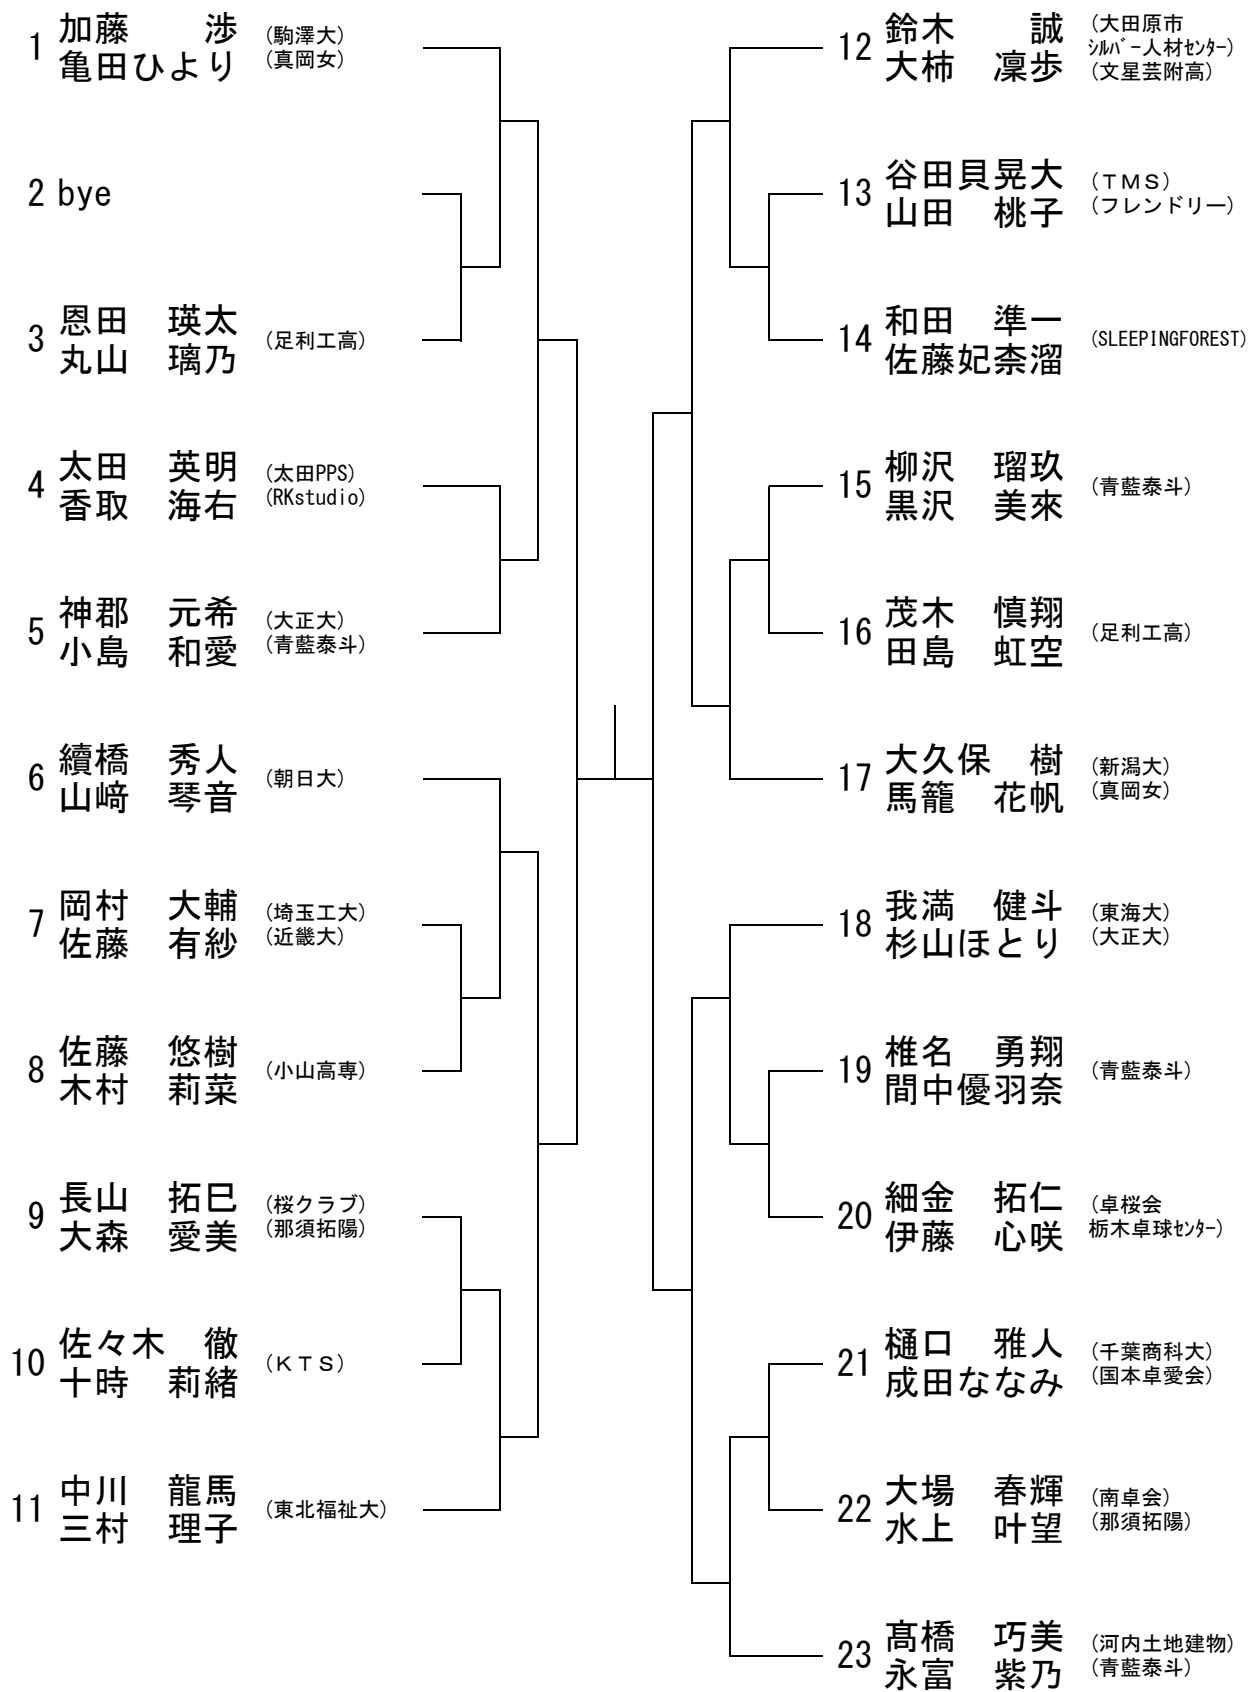 1 加藤　　渉 (駒澤大)
亀田ひより (真岡女)
2 bye
3 恩田　瑛太
丸山　璃乃 (足利工高)
4 太田　英明 (太田PPS)
香取　海右 (RKstudio)
5 神郡　元希 (大正大)
小島　和愛 (青藍泰斗)
6 續橋　秀人
山﨑　琴音 (朝日大)
7 岡村　大輔 (埼玉工大)
佐藤　有紗 (近畿大)
8 佐藤　悠樹
木村　莉菜 (小山高専)
9 長山　拓巳 (桜クラブ)
大森　愛美 (那須拓陽)
10 佐々木　徹
十時　莉緒 (ＫＴＳ)
11 中川　龍馬
三村　理子 (東北福祉大)
12 鈴木　　誠 (大田原市
ｼﾙﾊﾞｰ人材ｾﾝﾀｰ)
大柿　凜歩 (文星芸附高)
13 谷田貝晃大 (ＴＭＳ)
山田　桃子 (フレンドリー)
14 和田　準一
佐藤妃柰溜 (SLEEPINGFOREST)
15 柳沢　瑠玖
黒沢　美來 (青藍泰斗)
16 茂木　慎翔
田島　虹空 (足利工高)
17 大久保　樹 (新潟大)
馬籠　花帆 (真岡女)
18 我満　健斗 (東海大)
杉山ほとり (大正大)
19 椎名　勇翔
間中優羽奈 (青藍泰斗)
20 細金　拓仁 (卓桜会
伊藤　心咲 栃木卓球ｾﾝﾀｰ)
21 樋口　雅人 (千葉商科大)
成田ななみ (国本卓愛会)
22 大場　春輝 (南卓会)
水上　叶望 (那須拓陽)
23 髙橋　巧美 (河内土地建物)
永富　紫乃 (青藍泰斗)